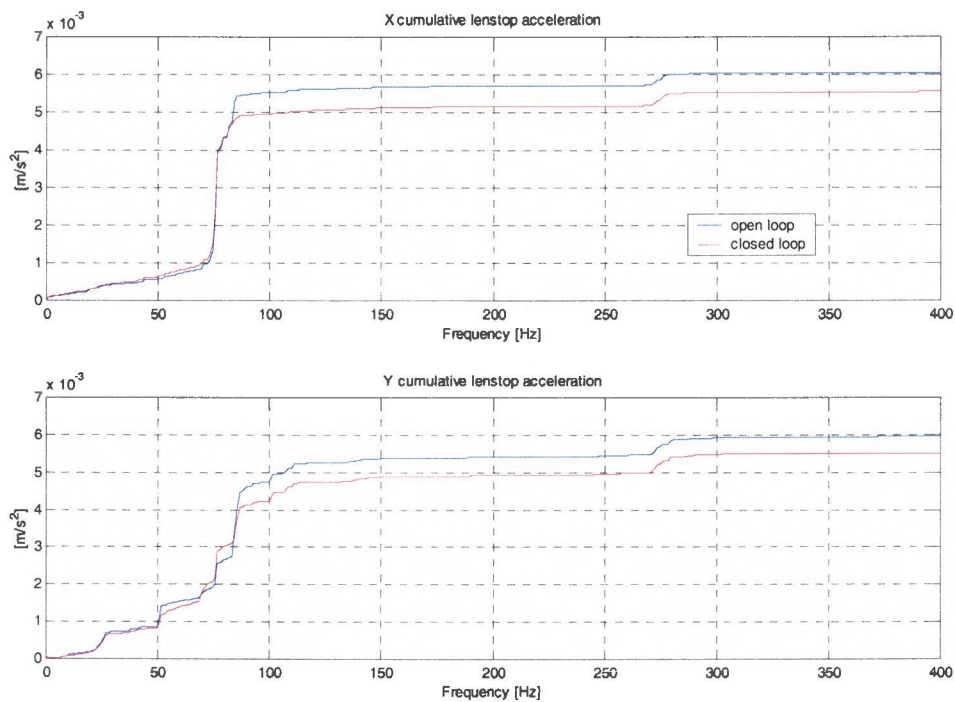 X cumulative lenstop acceleration
x 10-3
7
6
5
4
3
2
1
0
[m/s2]
0 50 100 150 200 250 300 350 400
Frequency [Hz]
open loop
closed loop
Y cumulative lenstop acceleration
x 10-3
7
6
5
4
3
2
1
0
[m/s2]
0 50 100 150 200 250 300 350 400
Frequency [Hz]